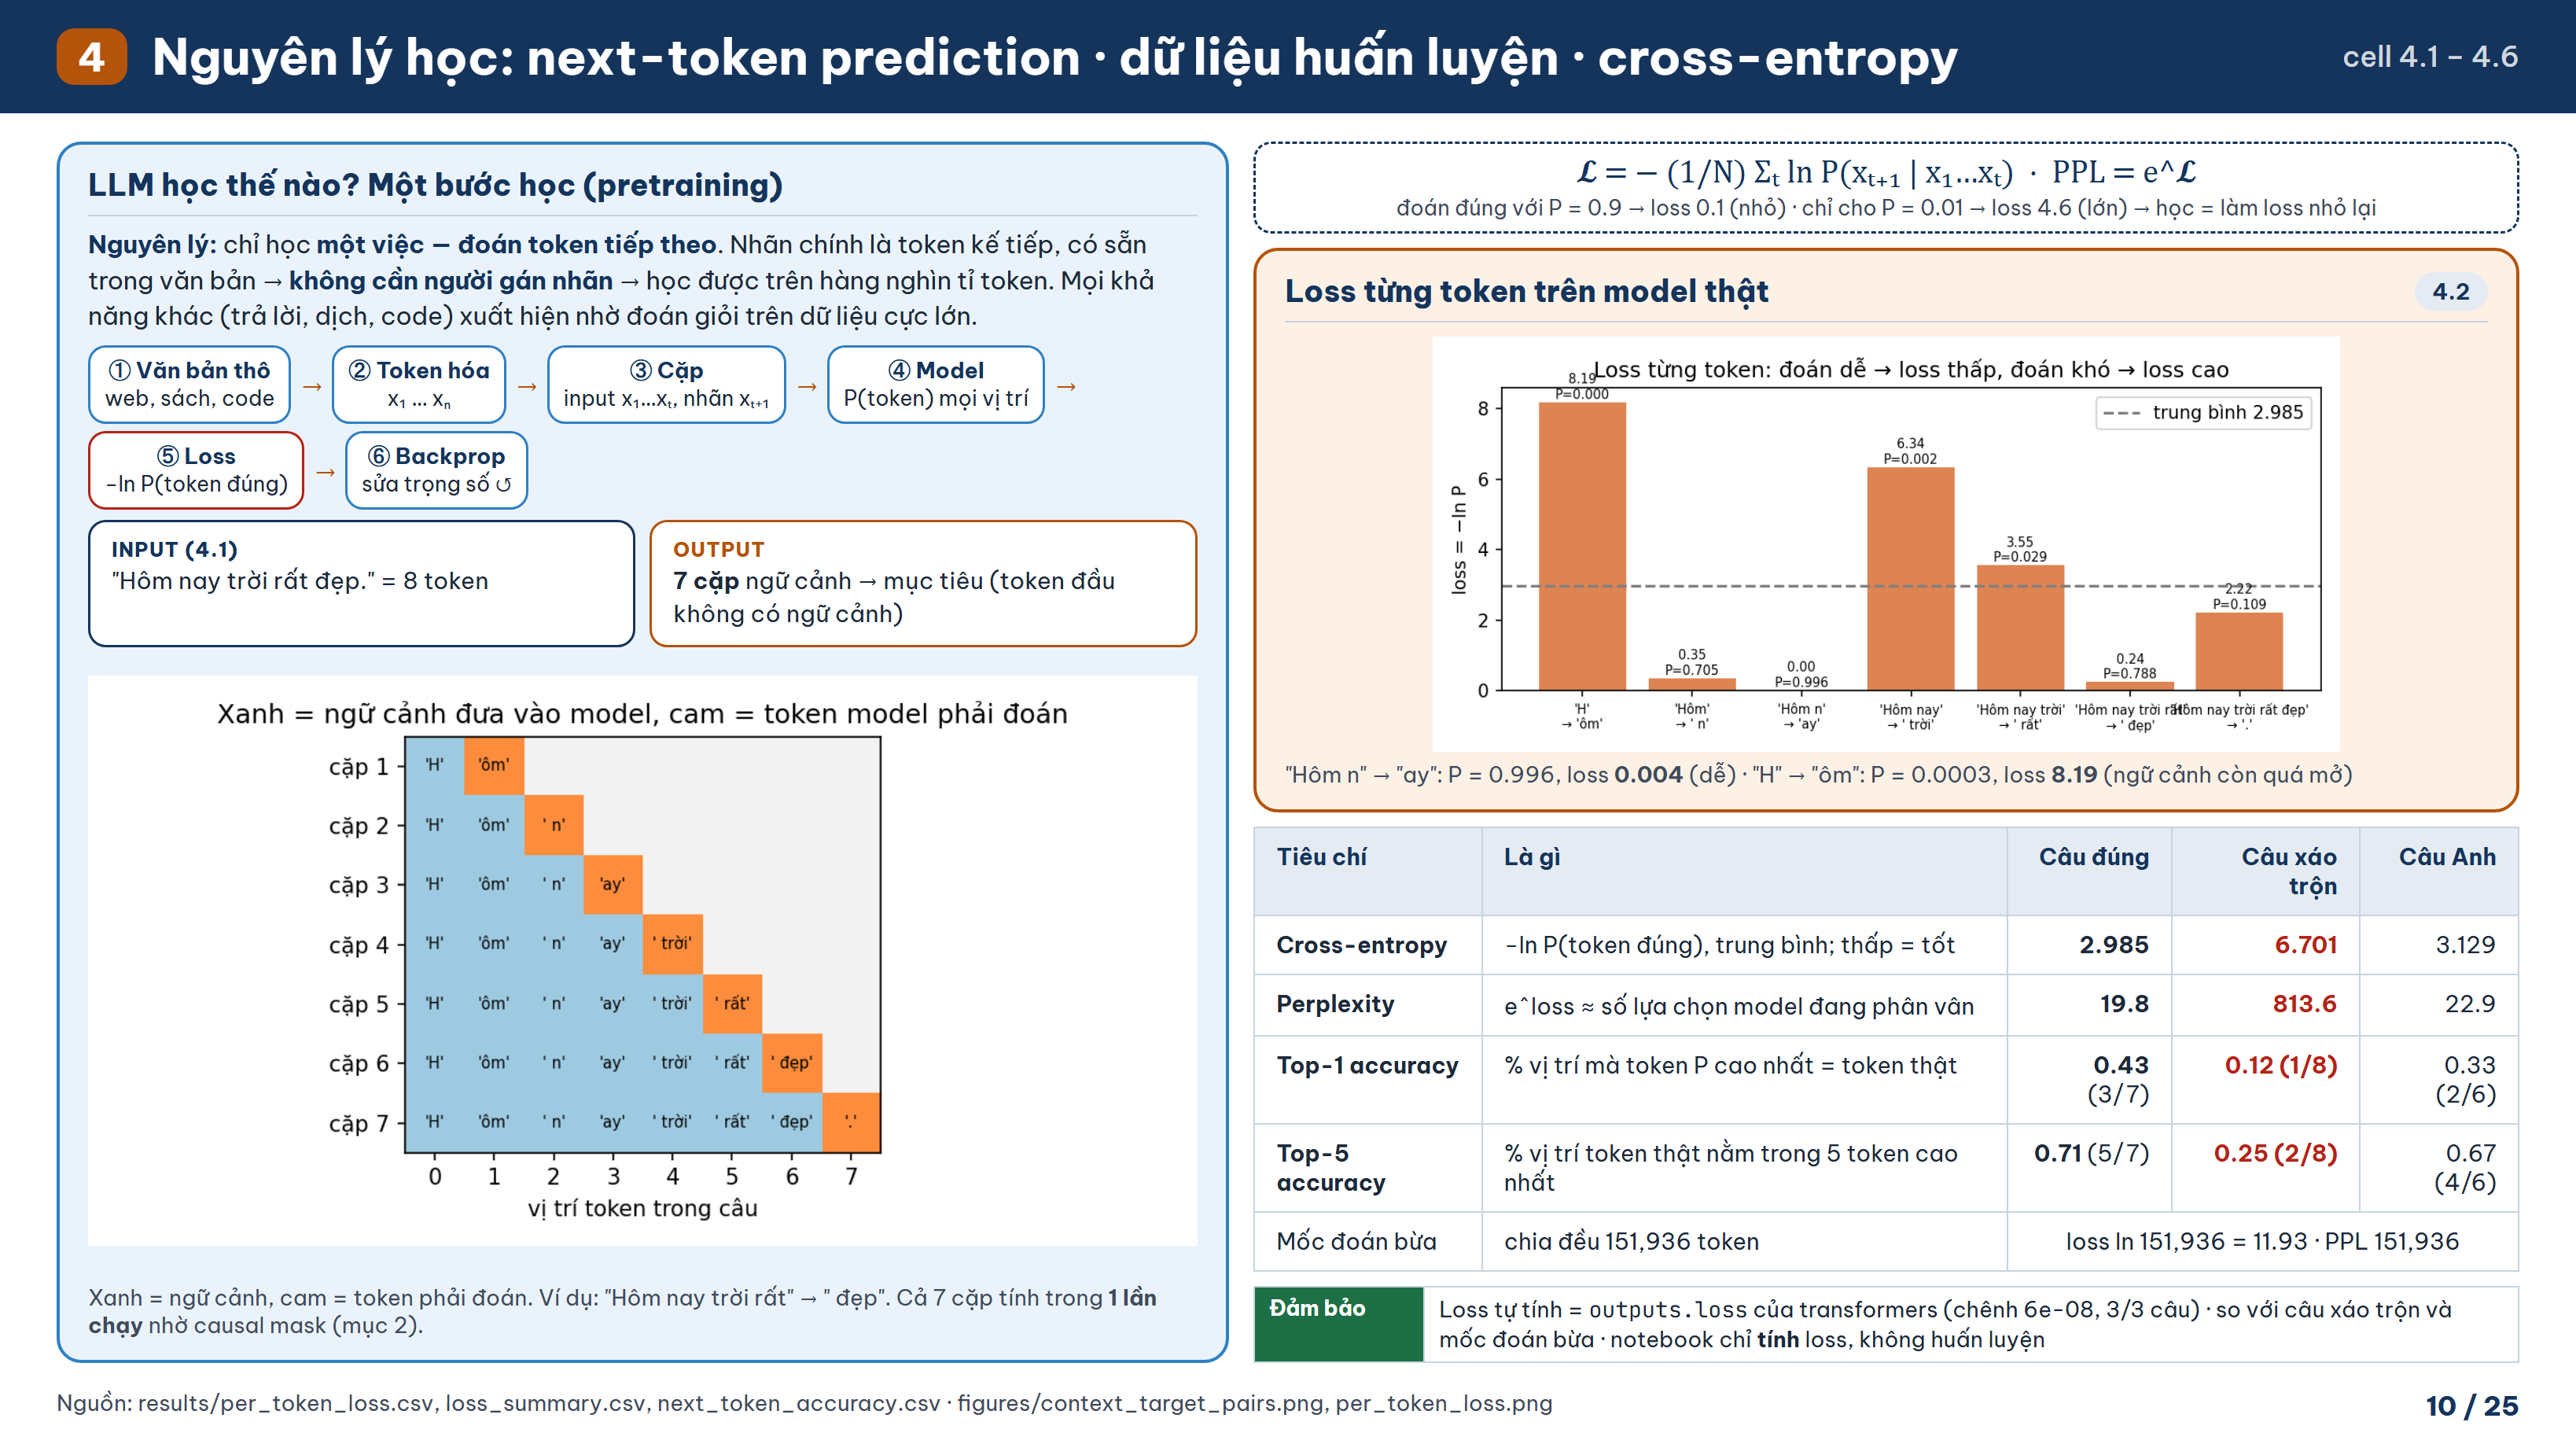 4 Nguyên lý học: next-token prediction · dữ liệu huấn luyện · cross-entropy
cell 4.1 – 4.6
LLM học thế nào? Một bước học (pretraining)
Nguyên lý: chỉ học một việc — đoán token tiếp theo. Nhãn chính là token kế tiếp, có sẵn
trong văn bản → không cần người gán nhãn → học được trên hàng nghìn tỉ token. Mọi khả
năng khác (trả lời, dịch, code) xuất hiện nhờ đoán giỏi trên dữ liệu cực lớn.
① Văn bản thô
web, sách, code
→
② Token hóa
x₁ ... xₙ
→
③ Cặp
input x₁...xₜ, nhãn xₜ₊₁
→
④ Model
P(token) mọi vị trí
→
⑤ Loss
-ln P(token đúng)
→
⑥ Backprop
sửa trọng số ↺
INPUT (4.1)
"Hôm nay trời rất đẹp." = 8 token
OUTPUT
7 cặp ngữ cảnh → mục tiêu (token đầu
không có ngữ cảnh)
Xanh = ngữ cảnh đưa vào model, cam = token model phải đoán
cặp 1 'H' 'ôm'
cặp 2 'H' 'ôm' ' n'
cặp 3 'H' 'ôm' ' n' 'ay'
cặp 4 'H' 'ôm' ' n' 'ay' ' trời'
cặp 5 'H' 'ôm' ' n' 'ay' ' trời' ' rất'
cặp 6 'H' 'ôm' ' n' 'ay' ' trời' ' rất' ' đẹp'
cặp 7 'H' 'ôm' ' n' 'ay' ' trời' ' rất' ' đẹp' '.'
0 1 2 3 4 5 6 7
vị trí token trong câu
Xanh = ngữ cảnh, cam = token phải đoán. Ví dụ: "Hôm nay trời rất" → " đẹp". Cả 7 cặp tính trong 1 lần
chạy nhờ causal mask (mục 2).
ℒ = − (1/N) Σₜ ln P(xₜ₊₁ | x₁...xₜ) · PPL = e^ℒ
đoán đúng với P = 0.9 → loss 0.1 (nhỏ) · chỉ cho P = 0.01 → loss 4.6 (lớn) → học = làm loss nhỏ lại
Loss từng token trên model thật
4.2
Loss từng token: đoán dễ → loss thấp, đoán khó → loss cao
trung bình 2.985
loss = −ln P
8
6
4
2
0
8.19
P=0.000
0.35
P=0.705
0.00
P=0.996
6.34
P=0.002
3.55
P=0.029
0.24
P=0.788
2.22
P=0.109
'H'
→ 'ôm'
'Hôm'
→ ' n'
'Hôm n'
→ 'ay'
'Hôm nay'
→ ' trời'
'Hôm nay trời'
→ ' rất'
'Hôm nay trời rất'
→ ' đẹp'
'Hôm nay trời rất đẹp'
→ '.'
"Hôm n" → "ay": P = 0.996, loss 0.004 (dễ) · "H" → "ôm": P = 0.0003, loss 8.19 (ngữ cảnh còn quá mở)
Tiêu chí
Là gì
Câu đúng
Câu xáo
trộn
Câu Anh
Cross-entropy
-ln P(token đúng), trung bình; thấp = tốt
2.985
6.701
3.129
Perplexity
e^loss ≈ số lựa chọn model đang phân vân
19.8
813.6
22.9
Top-1 accuracy
% vị trí mà token P cao nhất = token thật
0.43
(3/7)
0.12 (1/8)
0.33
(2/6)
Top-5
accuracy
% vị trí token thật nằm trong 5 token cao
nhất
0.71 (5/7)
0.25 (2/8)
0.67
(4/6)
Mốc đoán bừa
chia đều 151,936 token
loss ln 151,936 = 11.93 · PPL 151,936
Đảm bảo
Loss tự tính = outputs.loss của transformers (chênh 6e-08, 3/3 câu) · so với câu xáo trộn và
mốc đoán bừa · notebook chỉ tính loss, không huấn luyện
Nguồn: results/per_token_loss.csv, loss_summary.csv, next_token_accuracy.csv · figures/context_target_pairs.png, per_token_loss.png
10 / 25